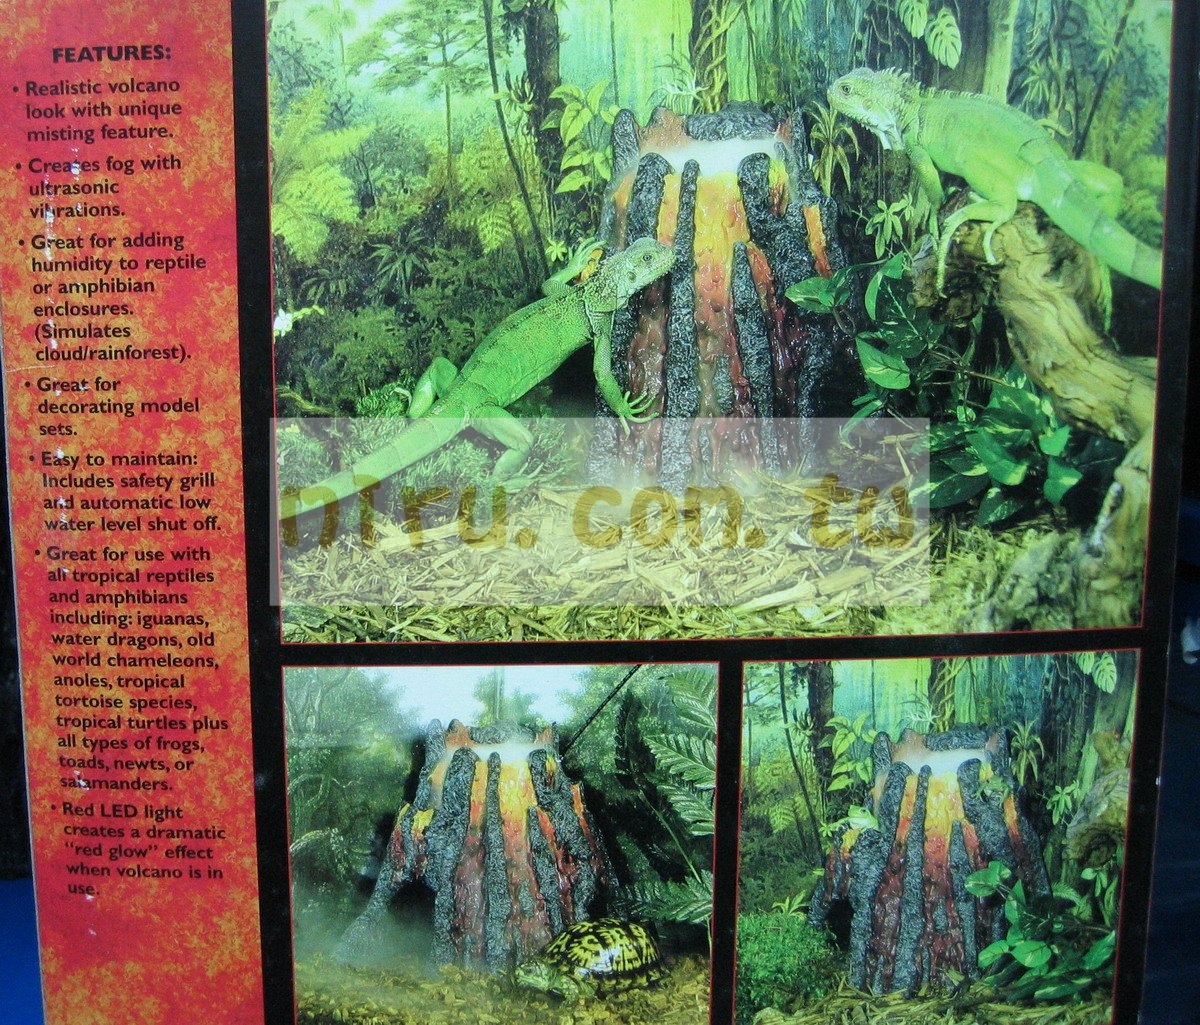 FEATURES:
• Realistic volcano
look with unique
misting feature.
• Creates fog with
ultrasonic
vibrations.
• Great for adding
humidity to reptile
or amphibian
enclosures.
(Simulates
cloud/rainforest).
• Great for
decorating model
sets.
• Easy to maintain:
Includes safety grill
and automatic low
water level shut off.
• Great for use with
all tropical reptiles
and amphibians
including: iguanas,
water dragons, old
world chameleons,
anoles, tropical
tortoise species,
tropical turtles plus
all types of frogs,
toads, newts, or
salamanders.
• Red LED light
creates a dramatic
"red glow" effect
when volcano is in
use.